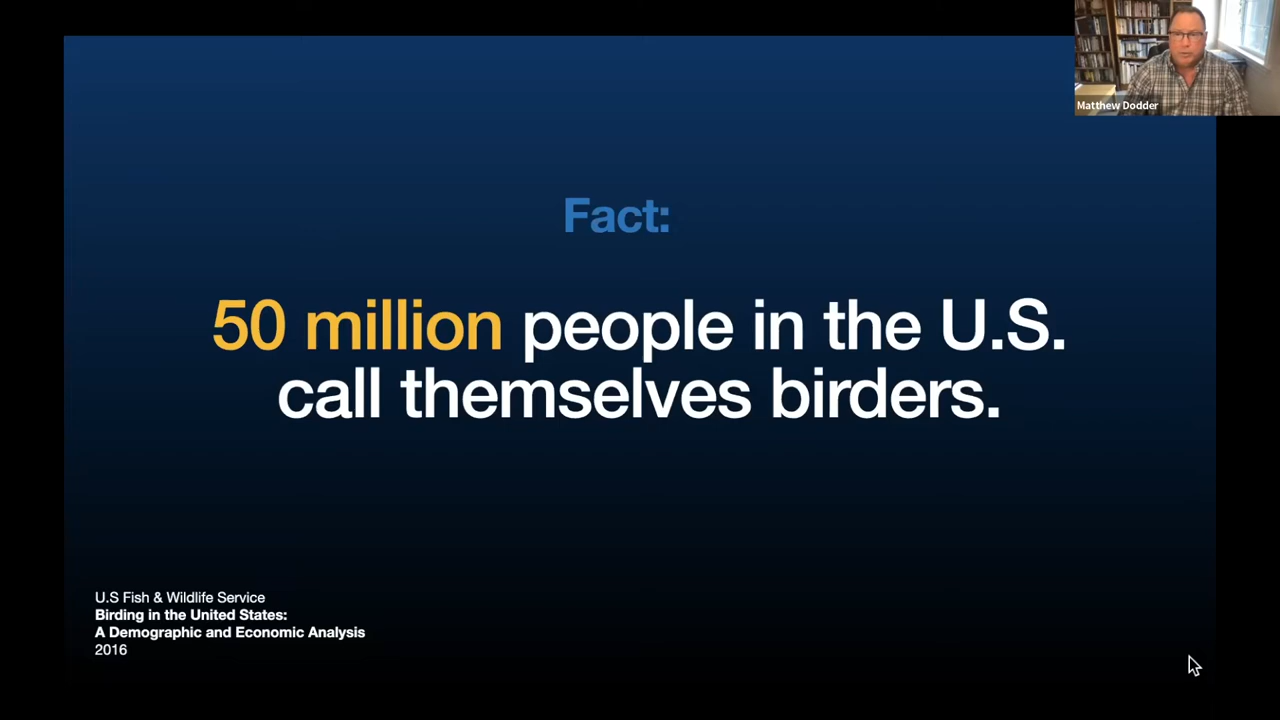 Matthew Dodder
Fact:
50 million people in the U.S.
call themselves birders.
U.S Fish & Wildlife Service
Birding in the United States:
A Demographic and Economic Analysis
2016